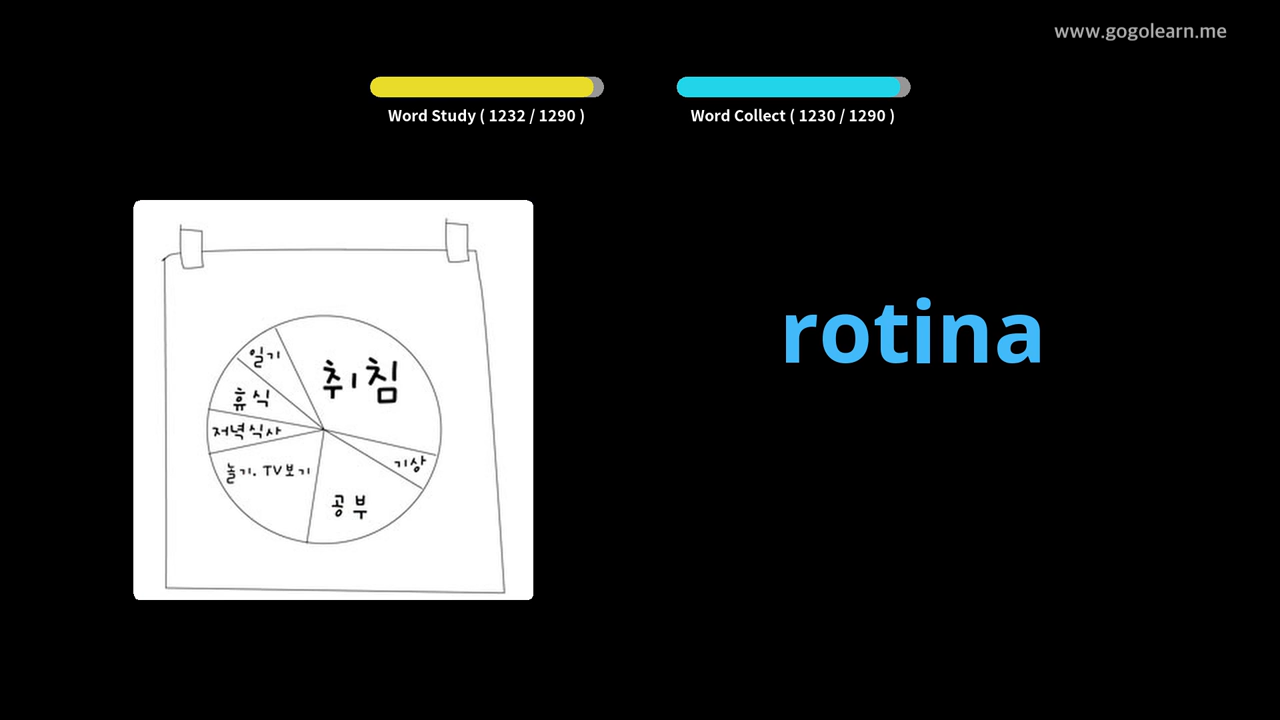 www.gogolearn.me
Word Study ( 1232 / 1290 )
Word Collect ( 1230 / 1290 )
일기
취침
휴식
저녁식사
기상
놀기. TV보기
공부
rotina